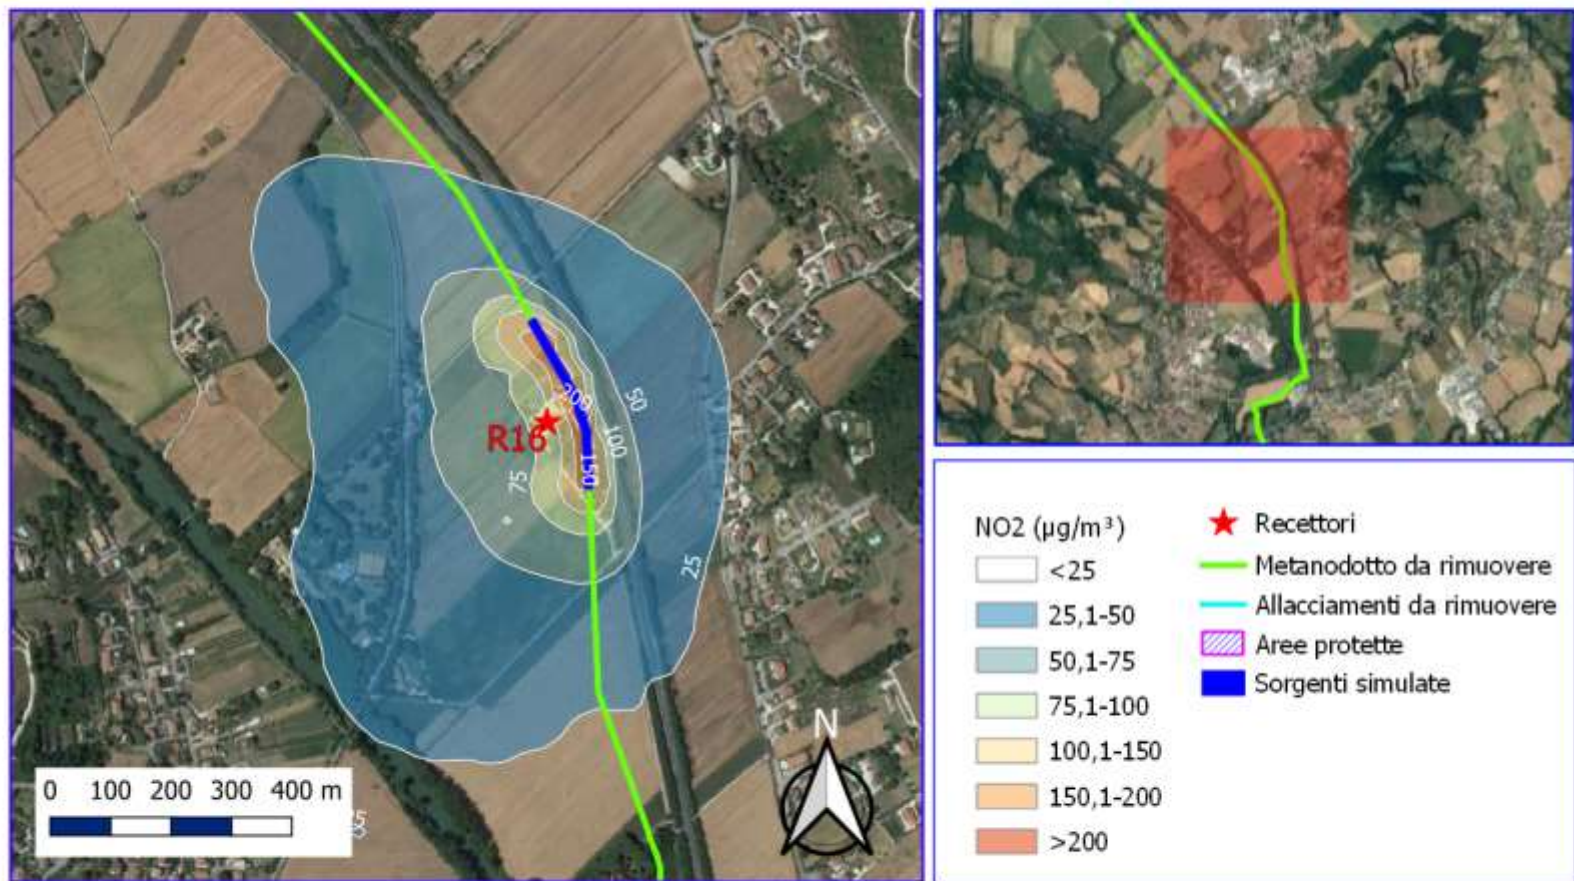 50
200
R16
100
75
150
25
N
0 100 200 300 400 m
NO2 (µg/m³)
<25
25,1-50
50,1-75
75,1-100
100,1-150
150,1-200
>200
Recettori
Metanodotto da rimuovere
Allacciamenti da rimuovere
Aree protette
Sorgenti simulate